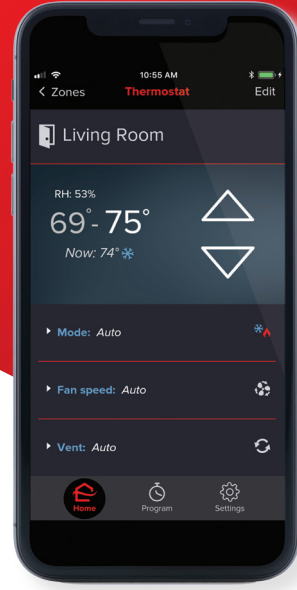 10:55 AM
Zones Thermostat Edit
Living Room
RH: 53%
69°- 75°
Now: 74°
Mode: Auto
Fan speed: Auto
Vent: Auto
Home Program Settings